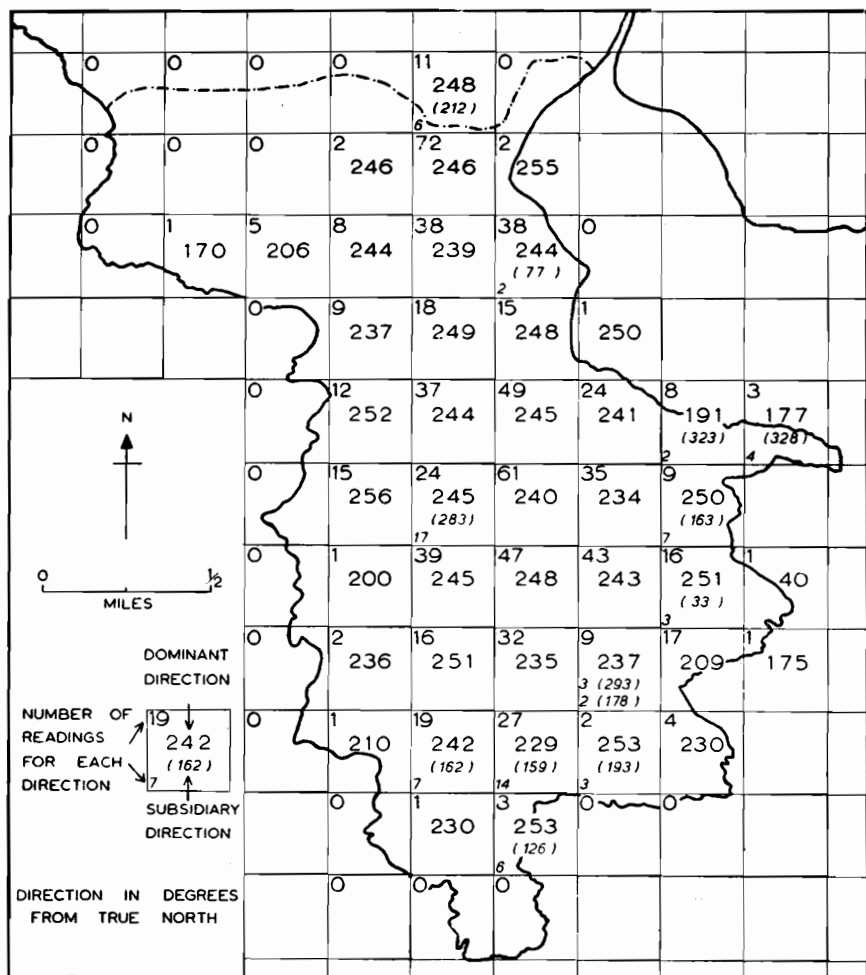 0 0 0 0 11 0
248
(212)
6
0 0 0 2 72 2
246 246 255
0 1 5 8 38 38 0
170 206 244 239 244
(77)
2
0 9 18 15 1
237 249 248 250
0 12 37 49 24 8 3
252 244 245 241 191 177
(323) (328)
2 4
N
0 15 24 61 35 9
256 245 240 234 250
(283) (163)
17 7
0 1 39 47 43 16 1
200 245 248 243 251 40
(33)
3
0 1/2
MILES
0 2 16 32 9 17 1
236 251 235 237 209 175
3 (293)
2 (178)
DOMINANT
DIRECTION
NUMBER OF
READINGS
FOR EACH
DIRECTION
19
242
(162)
7
SUBSIDIARY
DIRECTION
0 1 19 27 2 4
210 242 229 253 230
(162) (159) (193)
7 14 3
0 1 3 0 0
230 253
(126)
6
0 0 0
DIRECTION IN DEGREES
FROM TRUE NORTH